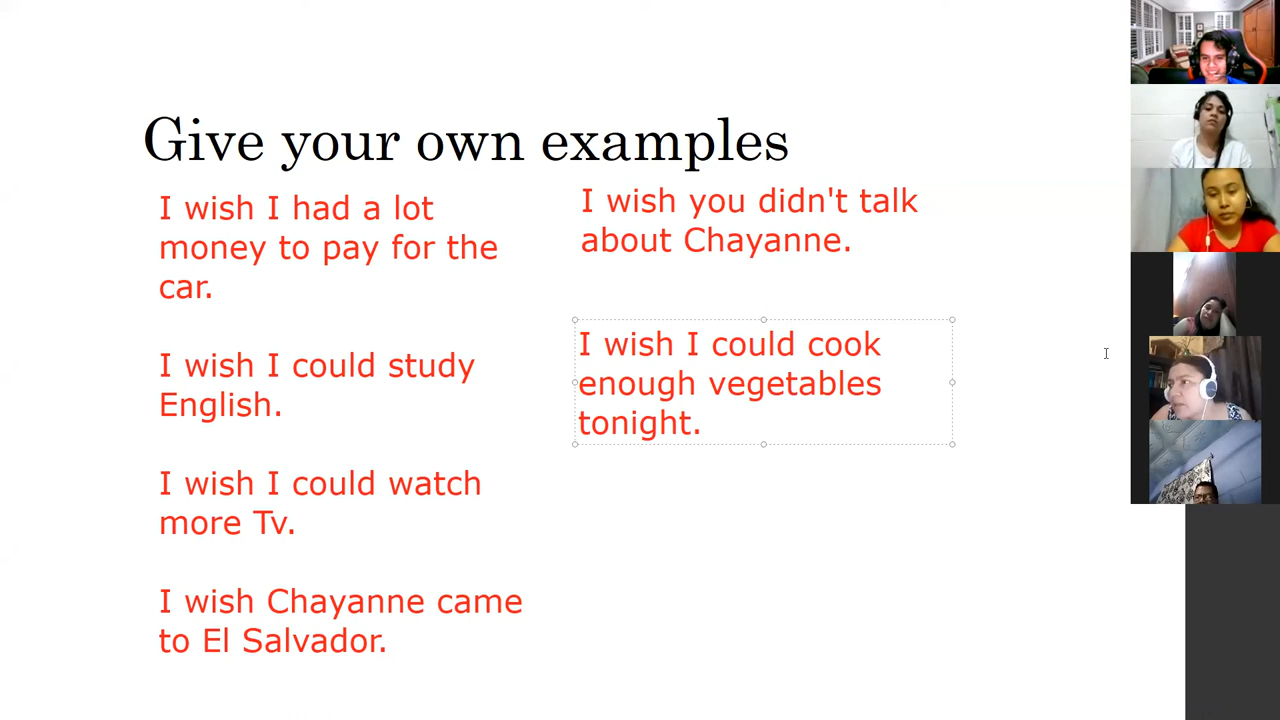 Give your own examples
I wish I had a lot
money to pay for the
car.
I wish I could study
English.
I wish I could watch
more Tv.
I wish Chayanne came
to El Salvador.
I wish you didn't talk
about Chayanne.
I wish I could cook
enough vegetables
tonight.